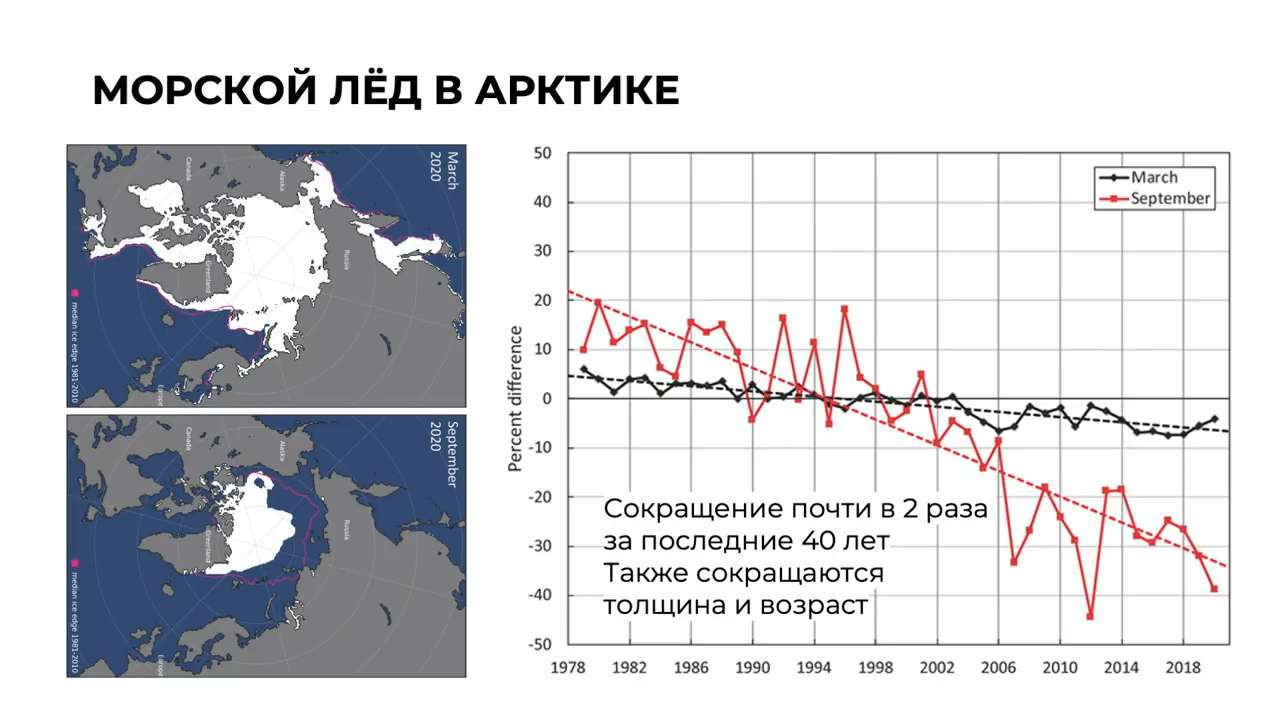 МОРСКОЙ ЛЁД В АРКТИКЕ
March
2020
Canada
Alaska
Russia
Greenland
Europe
median ice edge 1981-2010
September
2020
Canada
Alaska
Russia
Greenland
Europe
median ice edge 1981-2010
Percent difference
50
40
30
20
10
0
-10
-20
-30
-40
-50
1978 1982 1986 1990 1994 1998 2002 2006 2010 2014 2018
March
September
Сокращение почти в 2 раза
за последние 40 лет
Также сокращаются
толщина и возраст